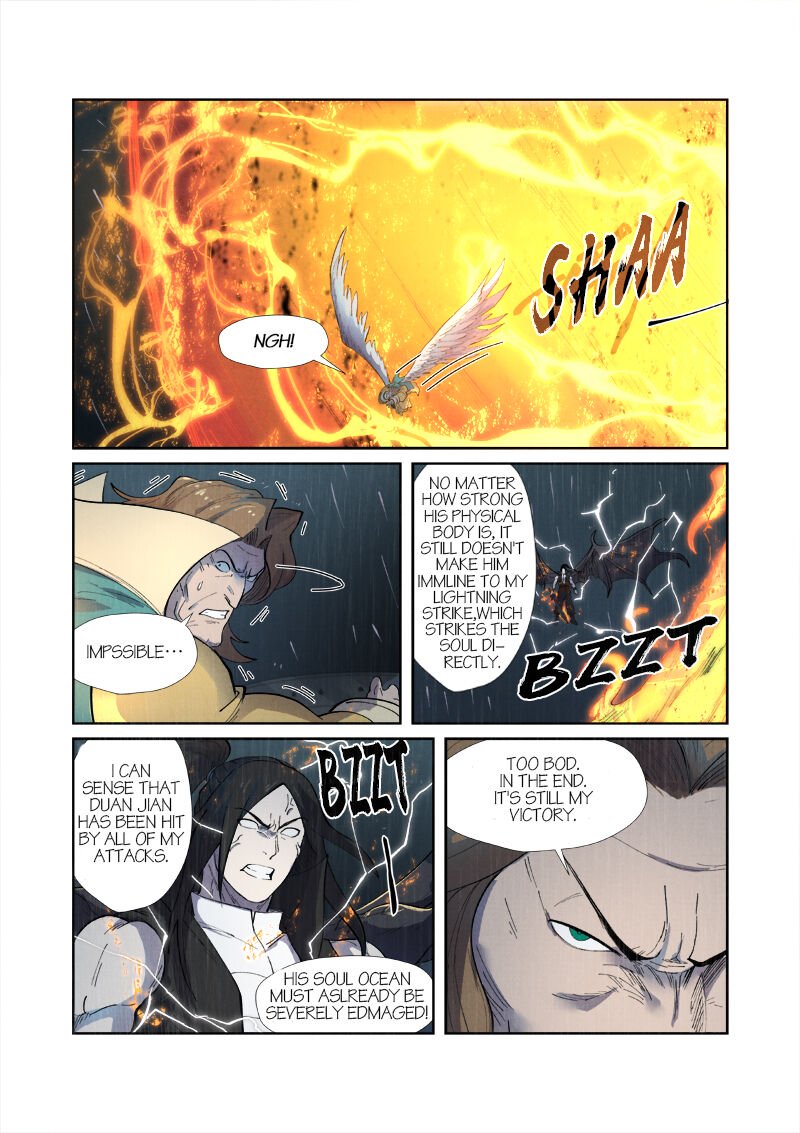 SHAA
NGH!
IMPSSIBLE…
NO MATTER
HOW STRONG
HIS PHYSICAL
BODY IS, IT
STILL DOESN'T
MAKE HIM
IMMLINE TO MY
LIGHTNING
STRIKE,WHICH
STRIKES THE
SOUL DI-
RECTLY.
BZZT
I CAN
SENSE THAT
DUAN JIAN
HAS BEEN HIT
BY ALL OF MY
ATTACKS.
BZZT
HIS SOUL OCEAN
MUST ASLREADY BE
SEVERELY EDMAGED!
TOO BOD.
IN THE END.
IT'S STILL MY
VICTORY.